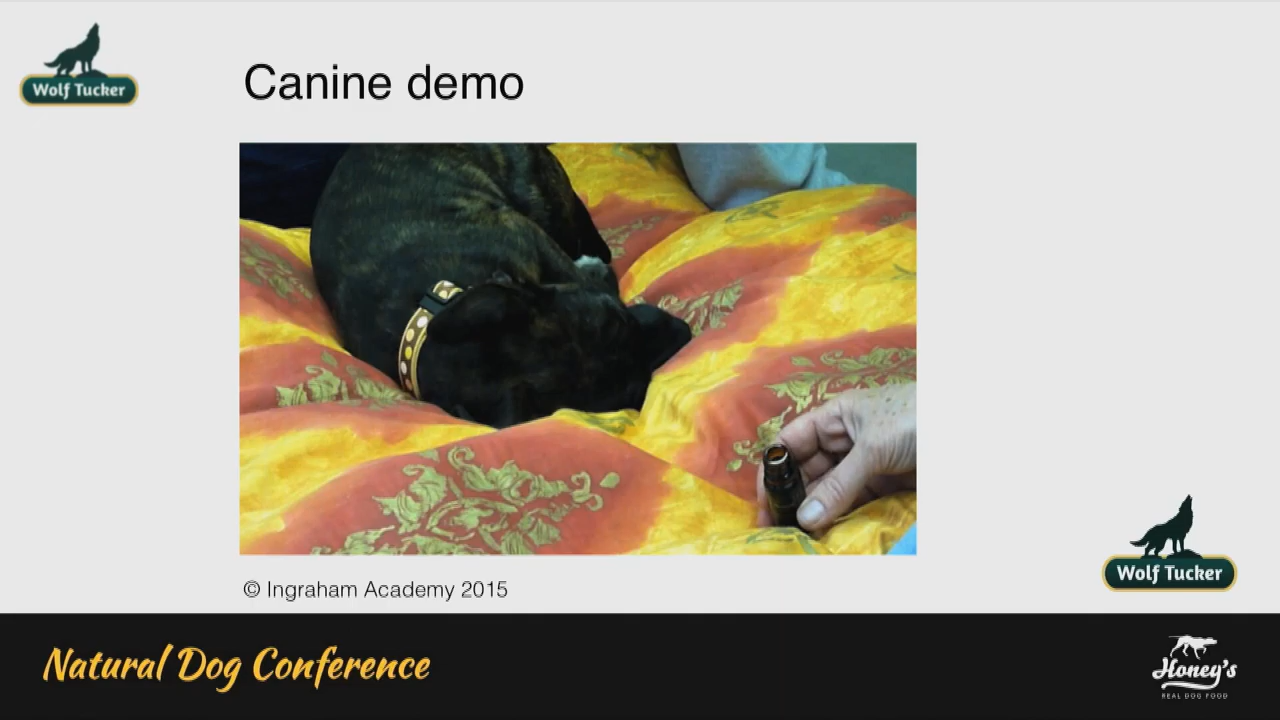 Wolf Tucker
Canine demo
Wolf Tucker
© Ingraham Academy 2015
Natural Dog Conference
Honey's
REAL DOG FOOD